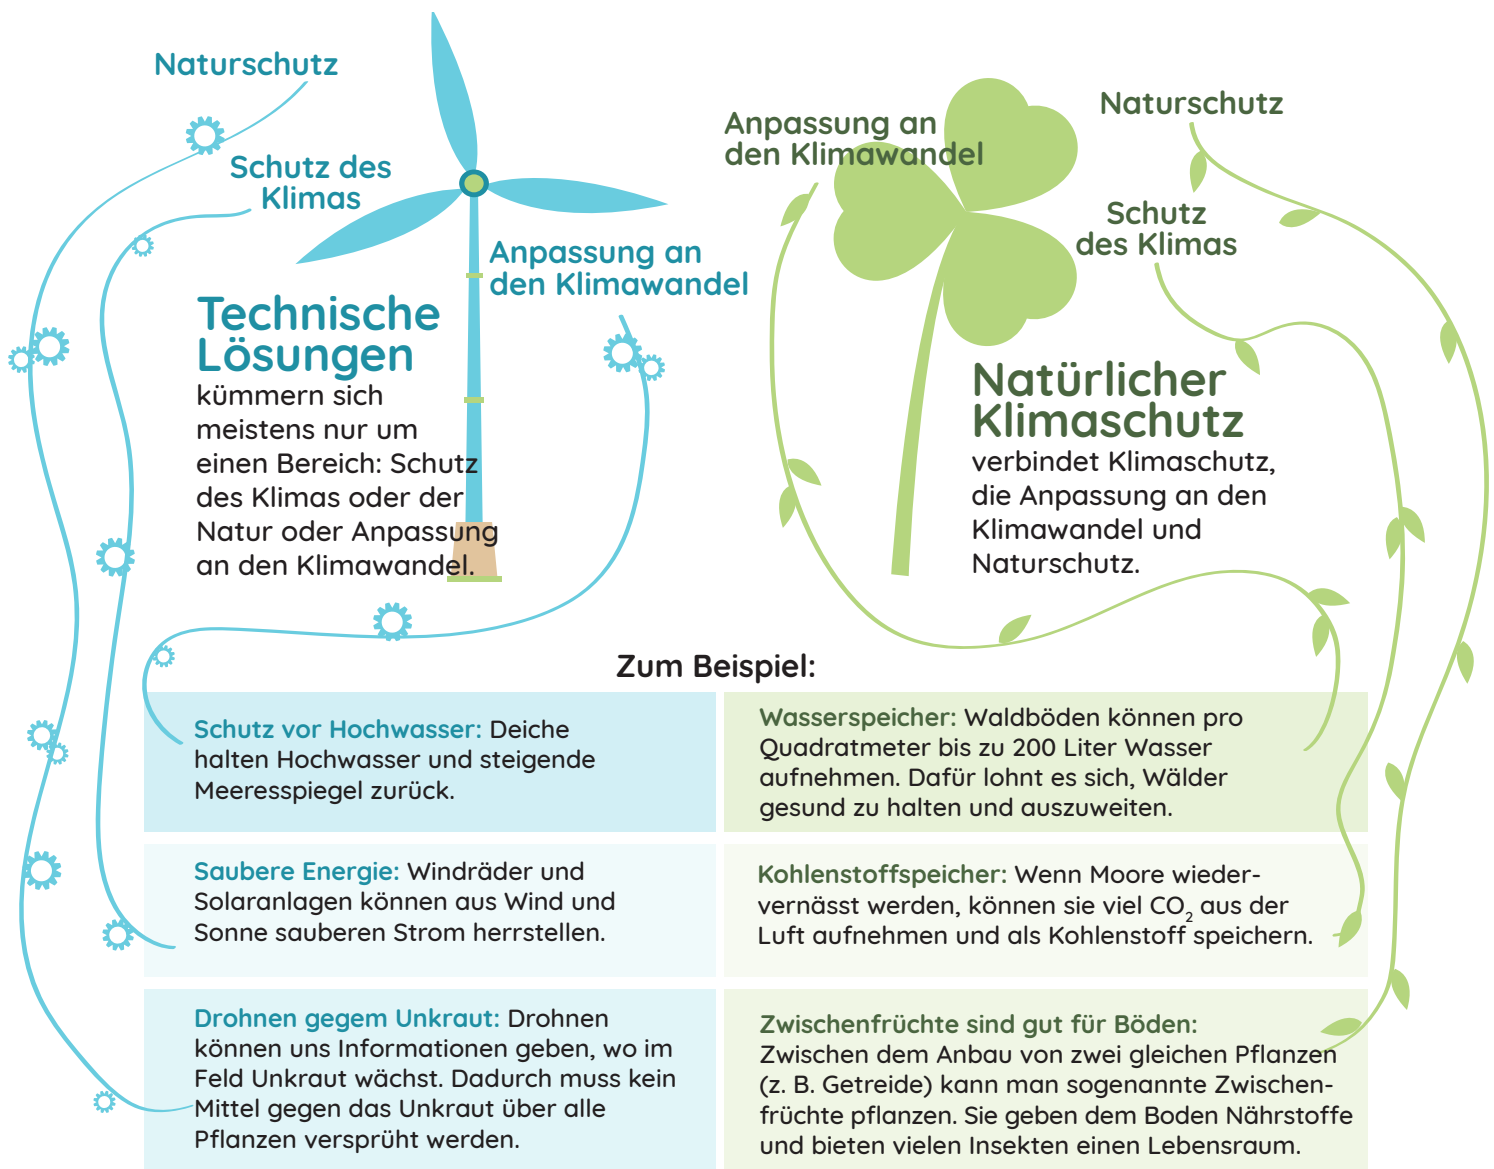 Naturschutz
Schutz des
Klimas
Anpassung an
den Klimawandel
Technische
Lösungen
kümmern sich
meistens nur um
einen Bereich: Schutz
des Klimas oder der
Natur oder Anpassung
an den Klimawandel.
Anpassung an
den Klimawandel
Naturschutz
Schutz
des Klimas
Natürlicher
Klimaschutz
verbindet Klimaschutz,
die Anpassung an den
Klimawandel und
Naturschutz.
Zum Beispiel:
Schutz vor Hochwasser: Deiche
halten Hochwasser und steigende
Meeresspiegel zurück.
Wasserspeicher: Waldböden können pro
Quadratmeter bis zu 200 Liter Wasser
aufnehmen. Dafür lohnt es sich, Wälder
gesund zu halten und auszuweiten.
Saubere Energie: Windräder und
Solaranlagen können aus Wind und
Sonne sauberen Strom herrstellen.
Kohlenstoffspeicher: Wenn Moore wieder-
vernässt werden, können sie viel CO₂ aus der
Luft aufnehmen und als Kohlenstoff speichern.
Drohnen gegem Unkraut: Drohnen
können uns Informationen geben, wo im
Feld Unkraut wächst. Dadurch muss kein
Mittel gegen das Unkraut über alle
Pflanzen versprüht werden.
Zwischenfrüchte sind gut für Böden:
Zwischen dem Anbau von zwei gleichen Pflanzen
(z. B. Getreide) kann man sogenannte Zwischen-
früchte pflanzen. Sie geben dem Boden Nährstoffe
und bieten vielen Insekten einen Lebensraum.